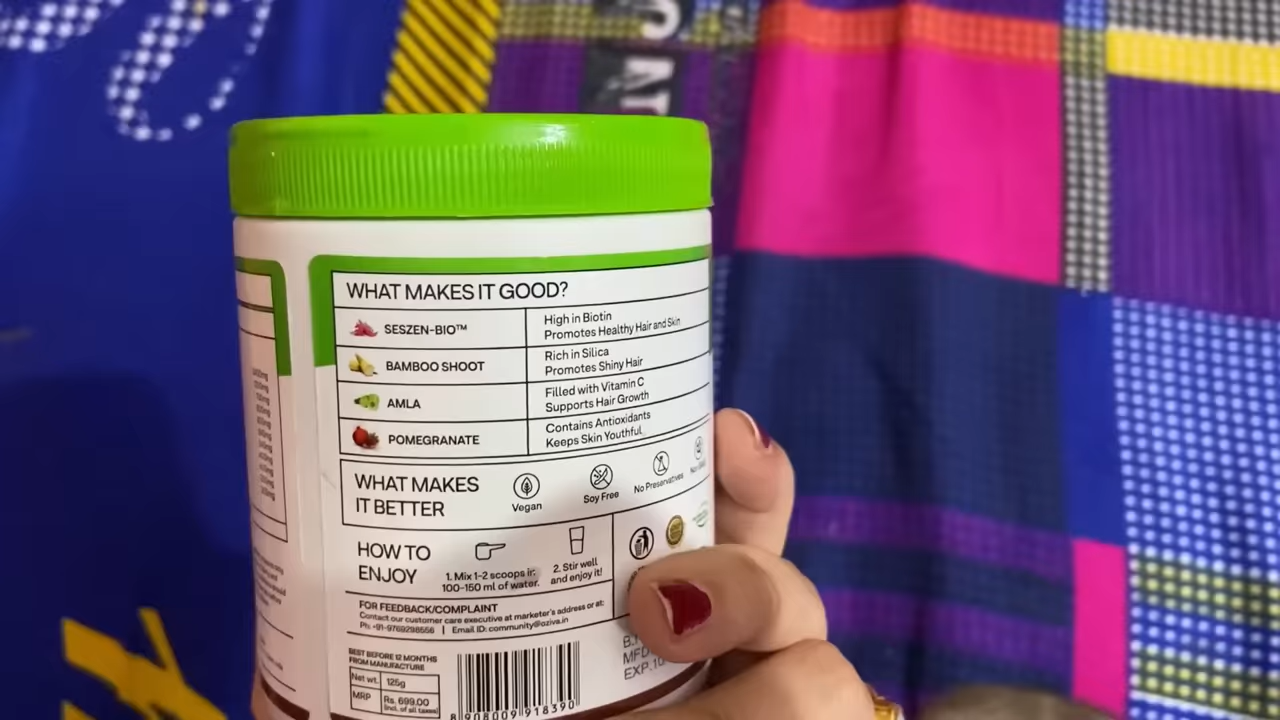 WHAT MAKES IT GOOD?
SESZEN-BIO™
High in Biotin
Promotes Healthy Hair and Skin
BAMBOO SHOOT
Rich in Silica
Promotes Shiny Hair
AMLA
Filled with Vitamin C
Supports Hair Growth
POMEGRANATE
Contains Antioxidants
Keeps Skin Youthful
WHAT MAKES
IT BETTER
Vegan
Soy Free
No Preservatives
HOW TO
ENJOY
1. Mix 1-2 scoops in
100-150 ml of water.
2. Stir well
and enjoy it!
FOR FEEDBACK/COMPLAINT
Contact our customer care executive at marketer's address or at:
Ph: +91-9769298556 | Email ID: community@oziva.in
BEST BEFORE 12 MONTHS
FROM MANUFACTURE
Net wt. 125g
MRP Rs. 699.00
(incl. of all taxes)
8 908009 918390
MFD
EXP.10